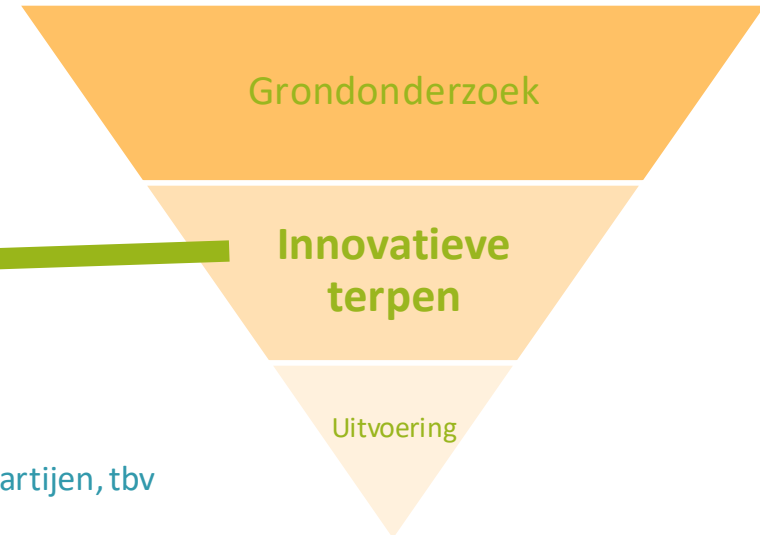 Grondonderzoek
Innovatieve
terpen
Uitvoering
artijen, tbv